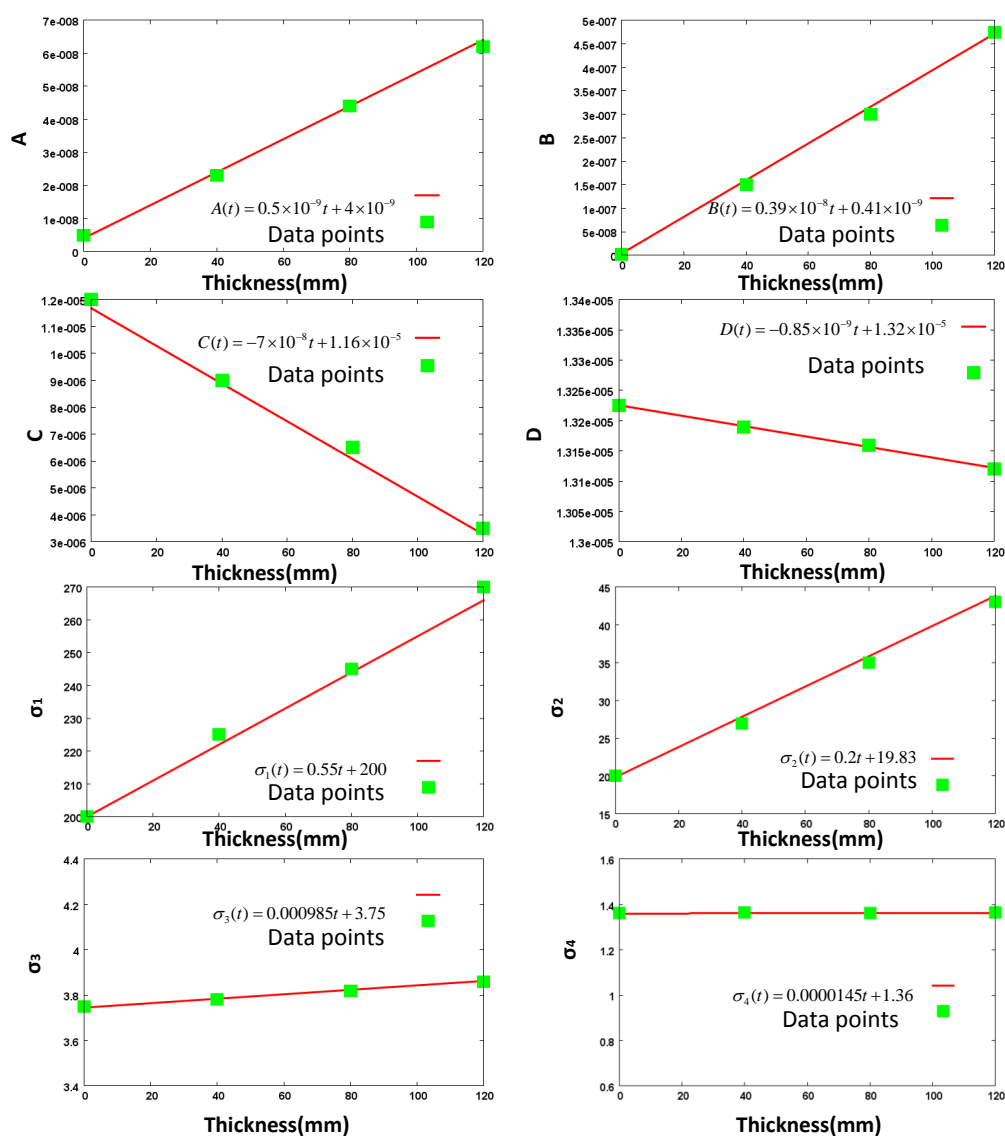 7e-008
6e-008
5e-008
4e-008
3e-008
2e-008
1e-008
0
A
A(t) = 0.5×10⁻⁹t + 4×10⁻⁹
Data points
0 20 40 60 80 100 120
Thickness(mm)
5e-007
4.5e-007
4e-007
3.5e-007
3e-007
2.5e-007
2e-007
1.5e-007
1e-007
5e-008
0
B
B(t) = 0.39×10⁻⁸t + 0.41×10⁻⁹
Data points
0 20 40 60 80 100 120
Thickness(mm)
1.2e-005
1.1e-005
1e-005
9e-006
8e-006
7e-006
6e-006
5e-006
4e-006
3e-006
C
C(t) = −7×10⁻⁸t + 1.16×10⁻⁵
Data points
0 20 40 60 80 100 120
Thickness(mm)
1.34e-005
1.335e-005
1.33e-005
1.325e-005
1.32e-005
1.315e-005
1.31e-005
1.305e-005
1.3e-005
D
D(t) = −0.85×10⁻⁹t + 1.32×10⁻⁵
Data points
0 20 40 60 80 100 120
Thickness(mm)
270
260
250
240
230
220
210
200
σ1
σ₁(t) = 0.55t + 200
Data points
0 20 40 60 80 100 120
Thickness(mm)
45
40
35
30
25
20
15
σ2
σ₂(t) = 0.2t + 19.83
Data points
0 20 40 60 80 100 120
Thickness(mm)
4.4
4.2
4
3.8
3.6
3.4
σ3
σ₃(t) = 0.000985t + 3.75
Data points
0 20 40 60 80 100 120
Thickness(mm)
1.6
1.4
1.2
1
0.8
0.6
σ4
σ₄(t) = 0.0000145t + 1.36
Data points
0 20 40 60 80 100 120
Thickness(mm)